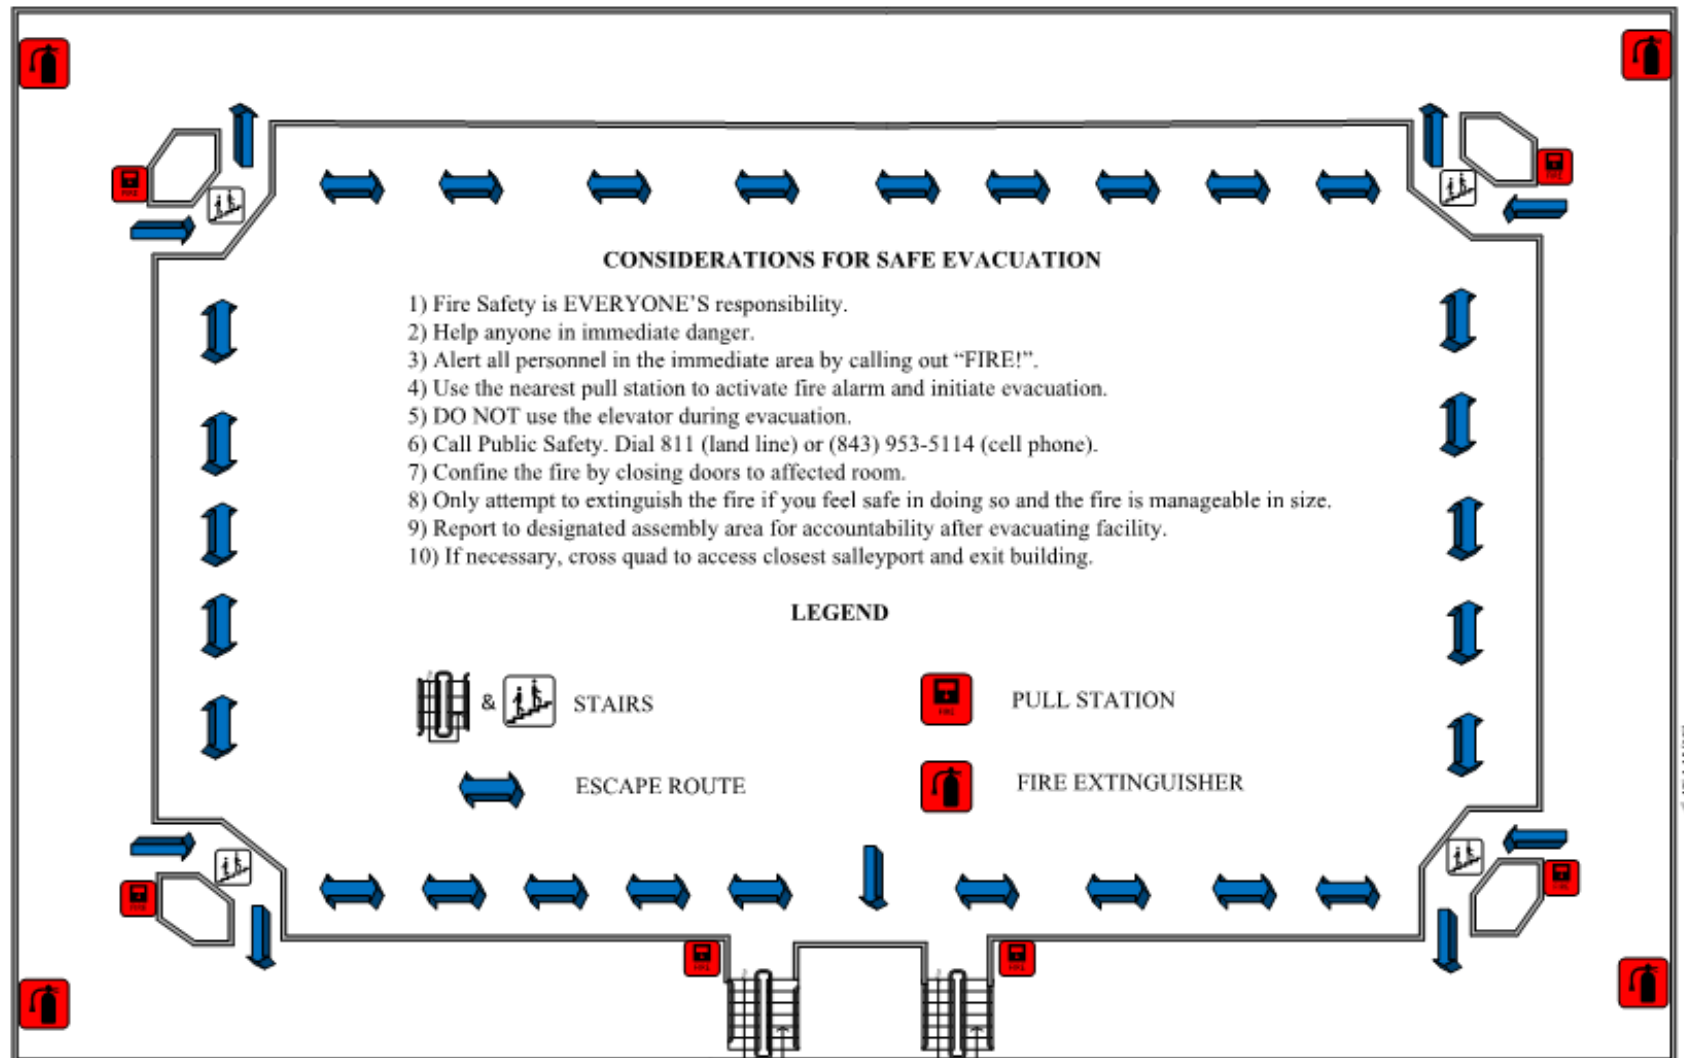 CONSIDERATIONS FOR SAFE EVACUATION
1) Fire Safety is EVERYONE'S responsibility.
2) Help anyone in immediate danger.
3) Alert all personnel in the immediate area by calling out “FIRE!”.
4) Use the nearest pull station to activate fire alarm and initiate evacuation.
5) DO NOT use the elevator during evacuation.
6) Call Public Safety. Dial 811 (land line) or (843) 953-5114 (cell phone).
7) Confine the fire by closing doors to affected room.
8) Only attempt to extinguish the fire if you feel safe in doing so and the fire is manageable in size.
9) Report to designated assembly area for accountability after evacuating facility.
10) If necessary, cross quad to access closest salleyport and exit building.
LEGEND
& STAIRS
PULL STATION
ESCAPE ROUTE
FIRE EXTINGUISHER